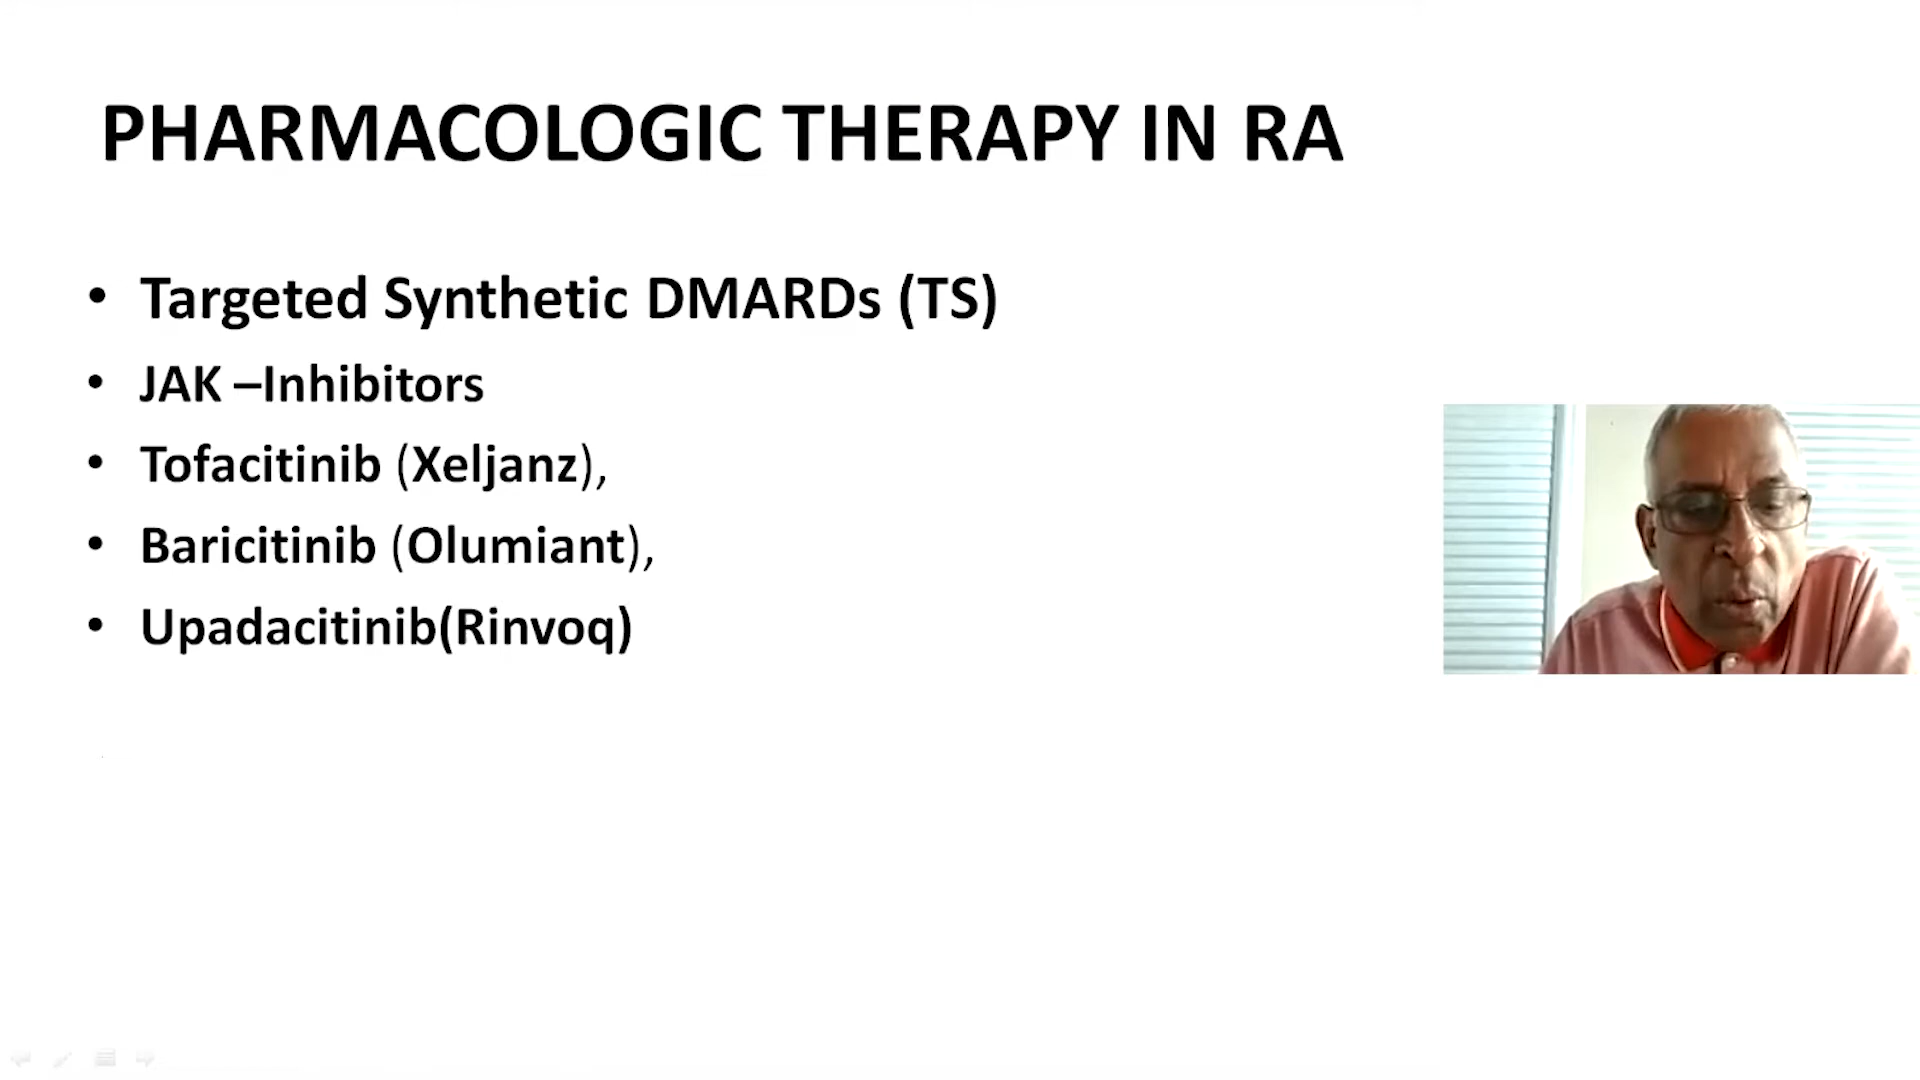 PHARMACOLOGIC THERAPY IN RA
• Targeted Synthetic DMARDs (TS)
• JAK –Inhibitors
• Tofacitinib (Xeljanz),
• Baricitinib (Olumiant),
• Upadacitinib(Rinvoq)